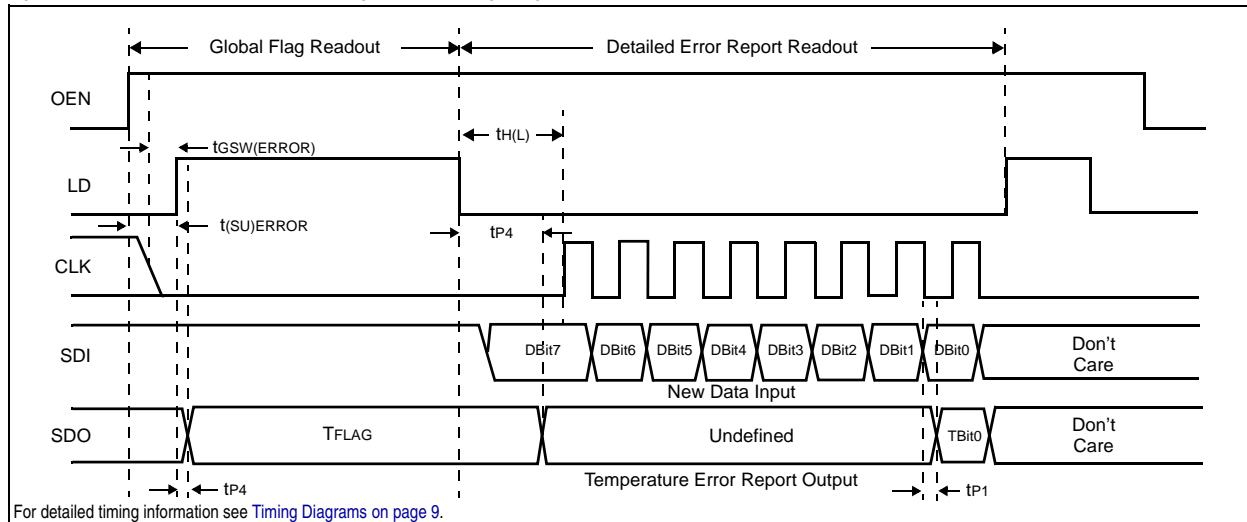 Global Flag Readout Detailed Error Report Readout
OEN
tH(L)
tGSW(ERROR)
LD
t(SU)ERROR
tP4
CLK
SDI DBit7 DBit6 DBit5 DBit4 DBit3 DBit2 DBit1 DBit0 Don't Care
New Data Input
SDO TFLAG Undefined TBit0 Don't Care
Temperature Error Report Output
tP4 tP1
For detailed timing information see Timing Diagrams on page 9.